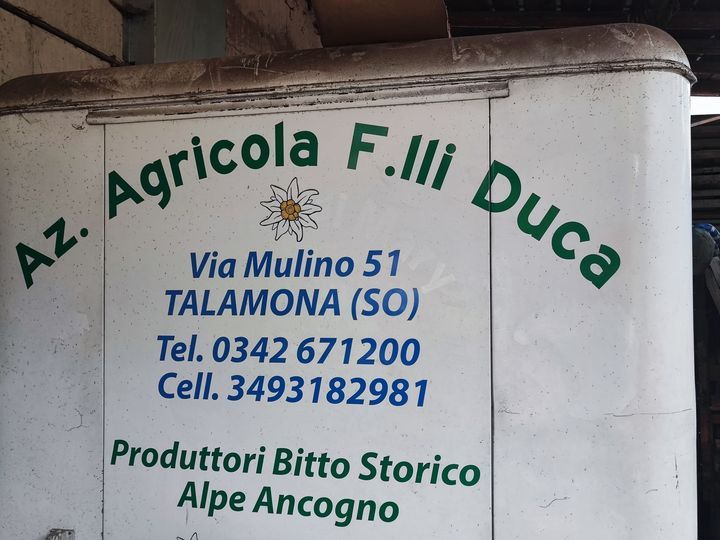 Az. Agricola F.lli Duca
Via Mulino 51
TALAMONA (SO)
Tel. 0342 671200
Cell. 3493182981
Produttori Bitto Storico
Alpe Ancogno